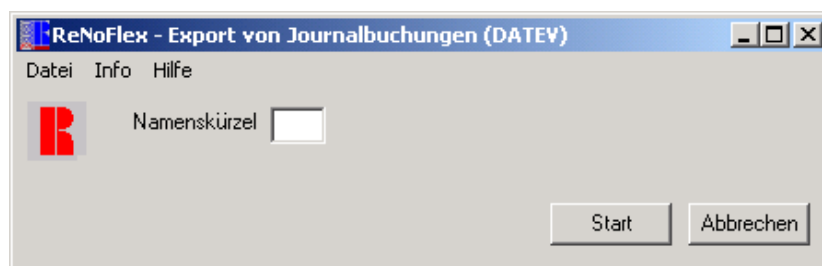 ReNoFlex - Export von Journalbuchungen (DATEV)
Datei Info Hilfe
Namenskürzel
Start Abbrechen